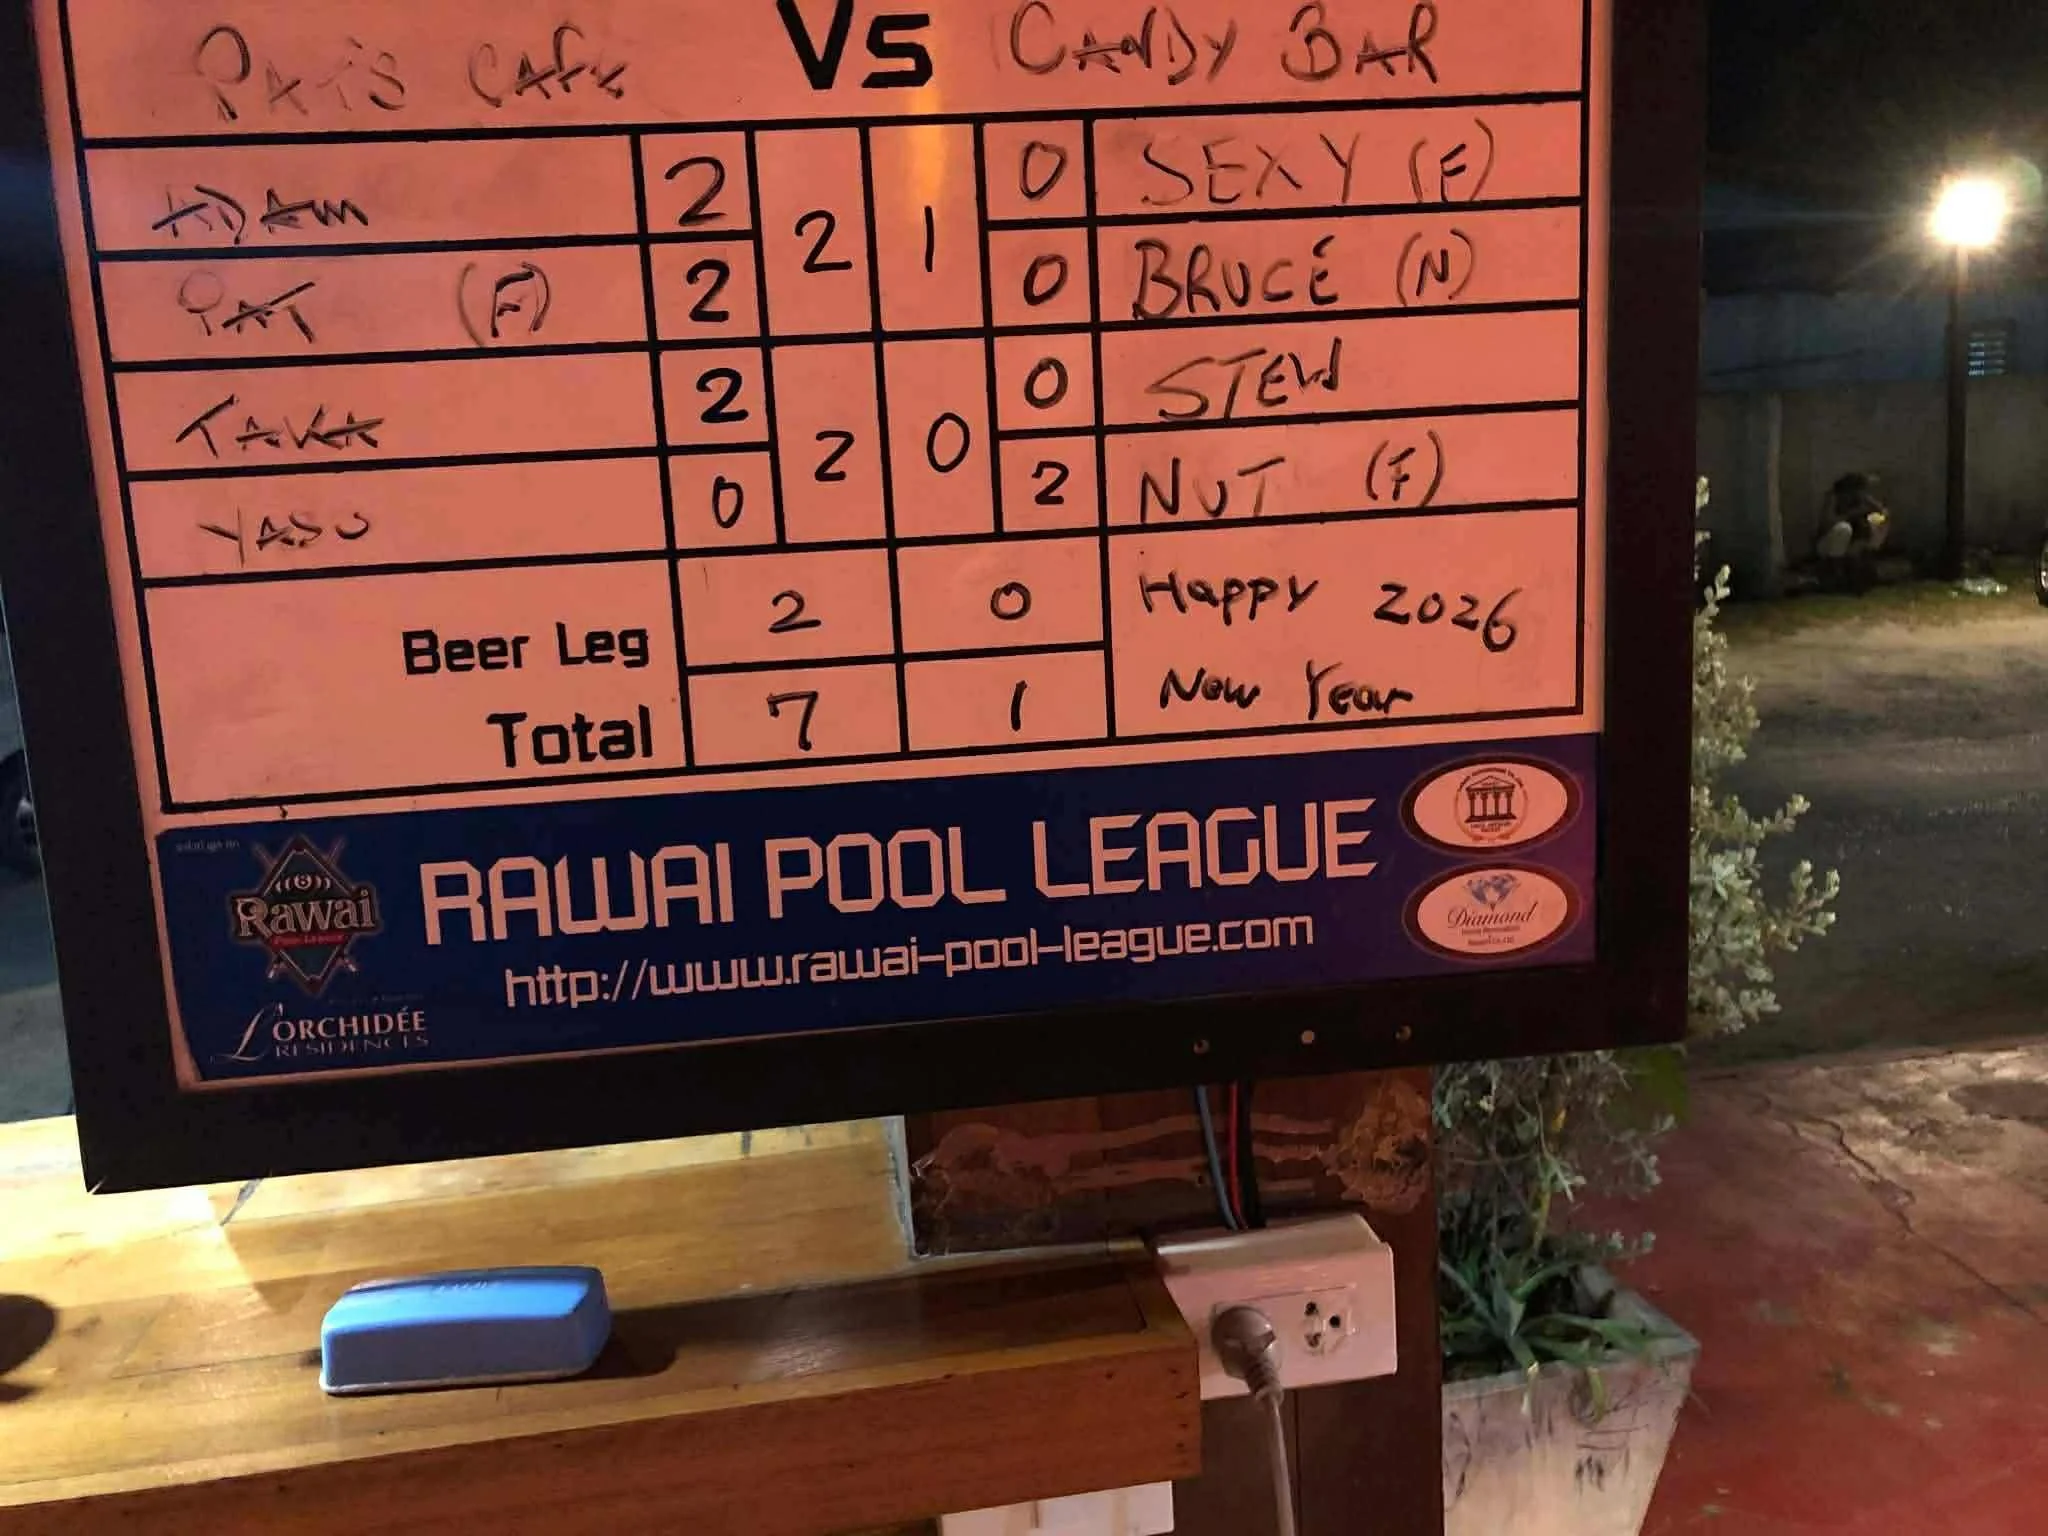 PAT'S CAFE Vs CANDY BAR
ADAM 2 2 1 0 SEXY (F)
PAT (F) 2 0 BRUCE (N)
TAKA 2 2 0 0 STEW
YASU 0 2 NUT (F)
Beer Leg 2 0 Happy 2026
Total 7 1 New Year
RAWAI POOL LEAGUE
http://www.rawai-pool-league.com
Rawai
L'ORCHIDÉE
RESIDENCES
Diamond